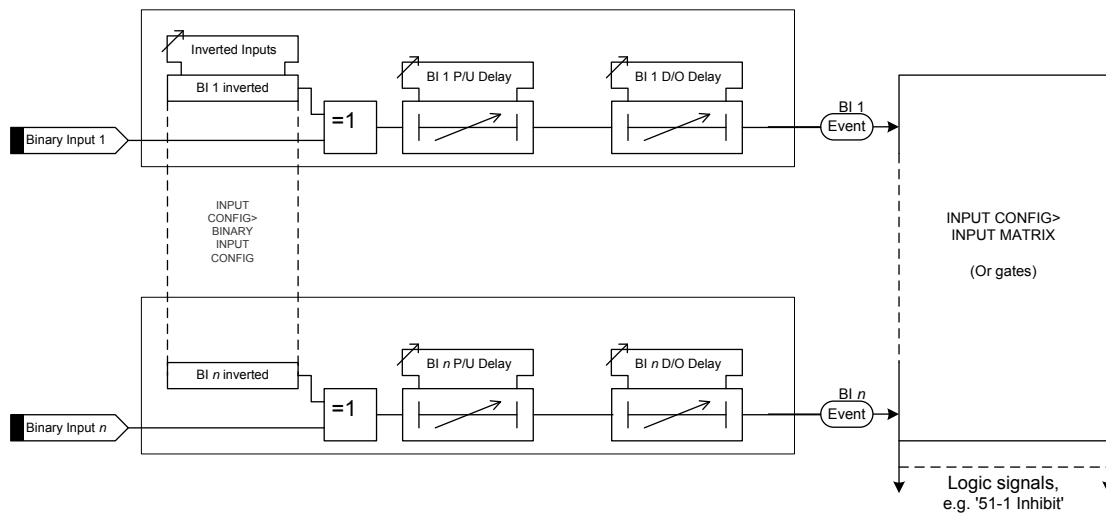 Inverted Inputs
BI 1 inverted
BI 1 P/U Delay
BI 1 D/O Delay
Binary Input 1
=1
BI 1
Event
INPUT
CONFIG>
BINARY
INPUT
CONFIG
INPUT CONFIG>
INPUT MATRIX
(Or gates)
BI n inverted
BI n P/U Delay
BI n D/O Delay
Binary Input n
=1
BI n
Event
Logic signals,
e.g. '51-1 Inhibit'